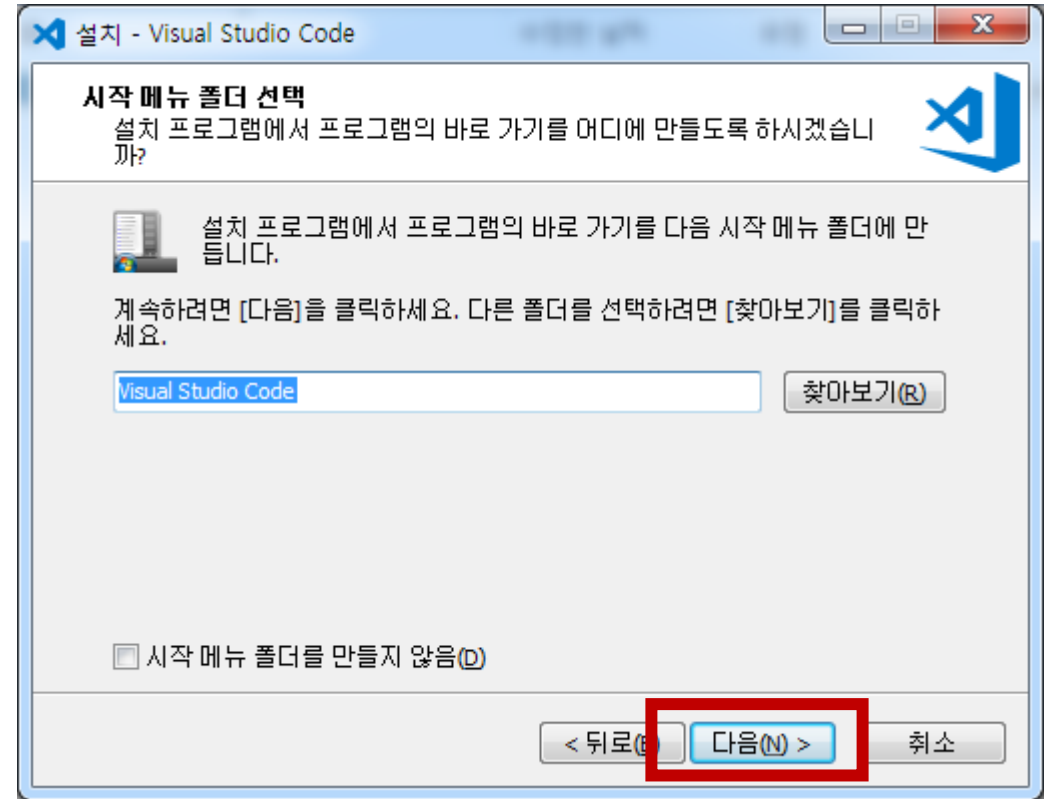 설치 - Visual Studio Code
시작 메뉴 폴더 선택
설치 프로그램에서 프로그램의 바로 가기를 어디에 만들도록 하시겠습니
까?
설치 프로그램에서 프로그램의 바로 가기를 다음 시작 메뉴 폴더에 만
듭니다.
계속하려면 [다음]을 클릭하세요. 다른 폴더를 선택하려면 [찾아보기]를 클릭하
세요.
Visual Studio Code
찾아보기(R)
시작 메뉴 폴더를 만들지 않음(D)
< 뒤로(B) 다음(N) > 취소